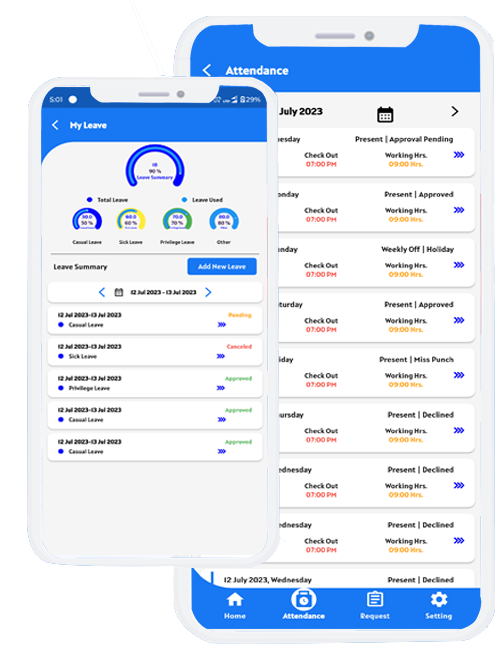 5:01
29%
My Leave
18
90 %
Leave Summary
Total Leave
Leave Used
50 %
60 %
70.0
70 %
80.0
60 %
Casual Leave
Sick Leave
Privilege Leave
Other
Leave Summary
Add New Leave
12 Jul 2023 - 13 Jul 2023
12 Jul 2023-13 Jul 2023
Pending
Casual Leave
12 Jul 2023-13 Jul 2023
Canceled
Sick Leave
12 Jul 2023-13 Jul 2023
Approved
Privilege Leave
12 Jul 2023-13 Jul 2023
Approved
Casual Leave
12 Jul 2023-13 Jul 2023
Approved
Casual Leave
Attendance
July 2023
esday
Present | Approval Pending
Check Out
Working Hrs.
07:00 PM
09:00 Hrs.
onday
Present | Approved
Check Out
Working Hrs.
07:00 PM
09:00 Hrs.
unday
Weekly Off | Holiday
Check Out
Working Hrs.
07:00 PM
09:00 Hrs.
turday
Present | Approved
Check Out
Working Hrs.
07:00 PM
09:00 Hrs.
iday
Present | Miss Punch
Check Out
Working Hrs.
07:00 PM
09:00 Hrs.
ursday
Present | Declined
Check Out
Working Hrs.
07:00 PM
09:00 Hrs.
ednesday
Present | Declined
Check Out
Working Hrs.
07:00 PM
09:00 Hrs.
ednesday
Present | Declined
Check Out
Working Hrs.
07:00 PM
09:00 Hrs.
12 July 2023, Wednesday
Present | Declined
Home
Attendance
Request
Setting